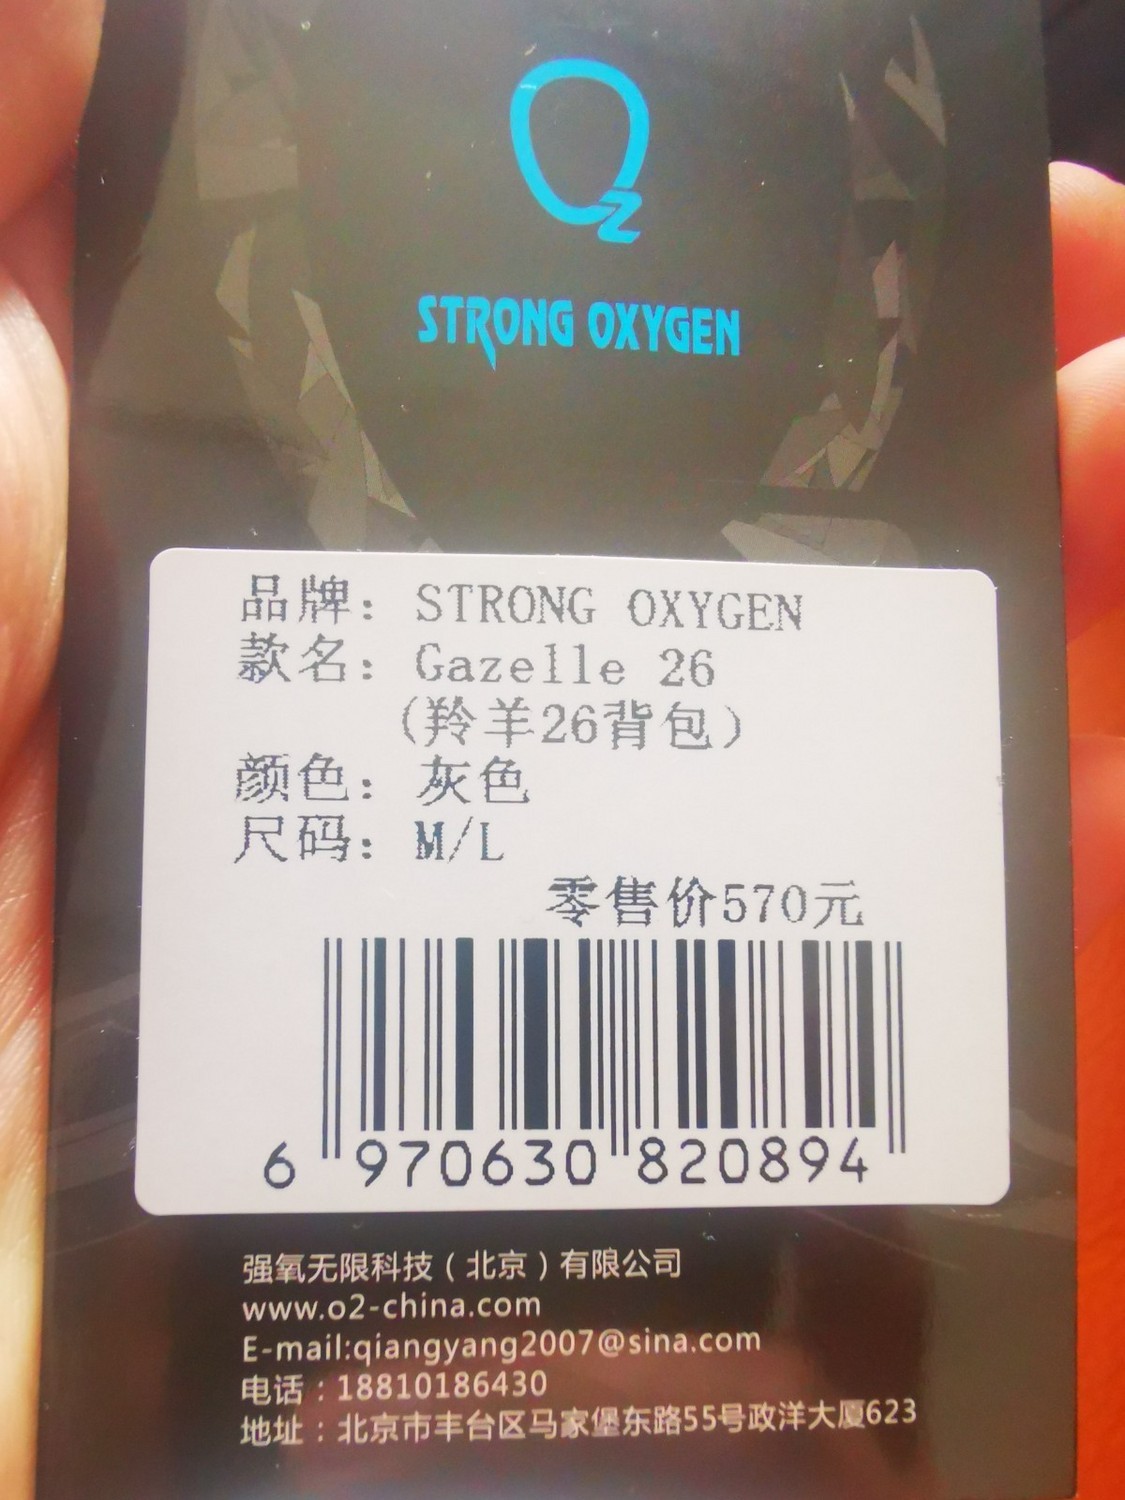 O2
STRONG OXYGEN
品牌：STRONG OXYGEN
款名：Gazelle 26
(羚羊26背包)
颜色：灰色
尺码：M/L
零售价570元
6 970630 820894
强氧无限科技（北京）有限公司
www.o2-china.com
E-mail:qiangyang2007@sina.com
电话：18810186430
地址：北京市丰台区马家堡东路55号政洋大厦623